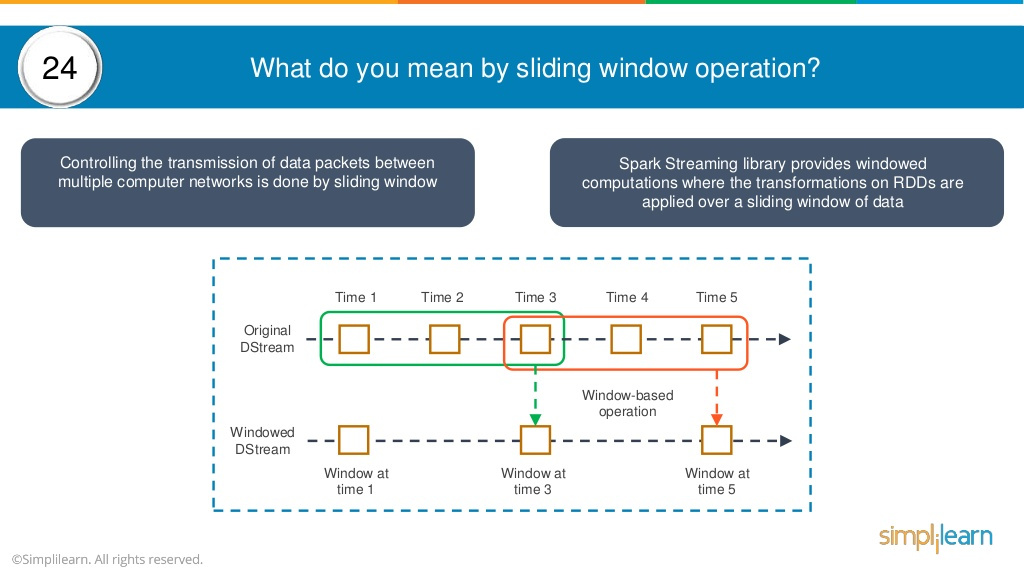 24
What do you mean by sliding window operation?
Controlling the transmission of data packets between
multiple computer networks is done by sliding window
Spark Streaming library provides windowed
computations where the transformations on RDDs are
applied over a sliding window of data
Time 1
Time 2
Time 3
Time 4
Time 5
Original
DStream
Window-based
operation
Windowed
DStream
Window at
time 1
Window at
time 3
Window at
time 5
simplilearn
©Simplilearn. All rights reserved.